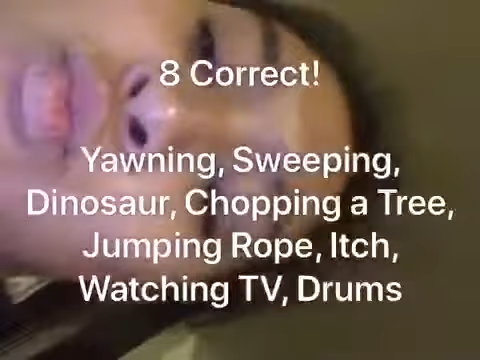 8 Correct!
Yawning, Sweeping,
Dinosaur, Chopping a Tree,
Jumping Rope, Itch,
Watching TV, Drums